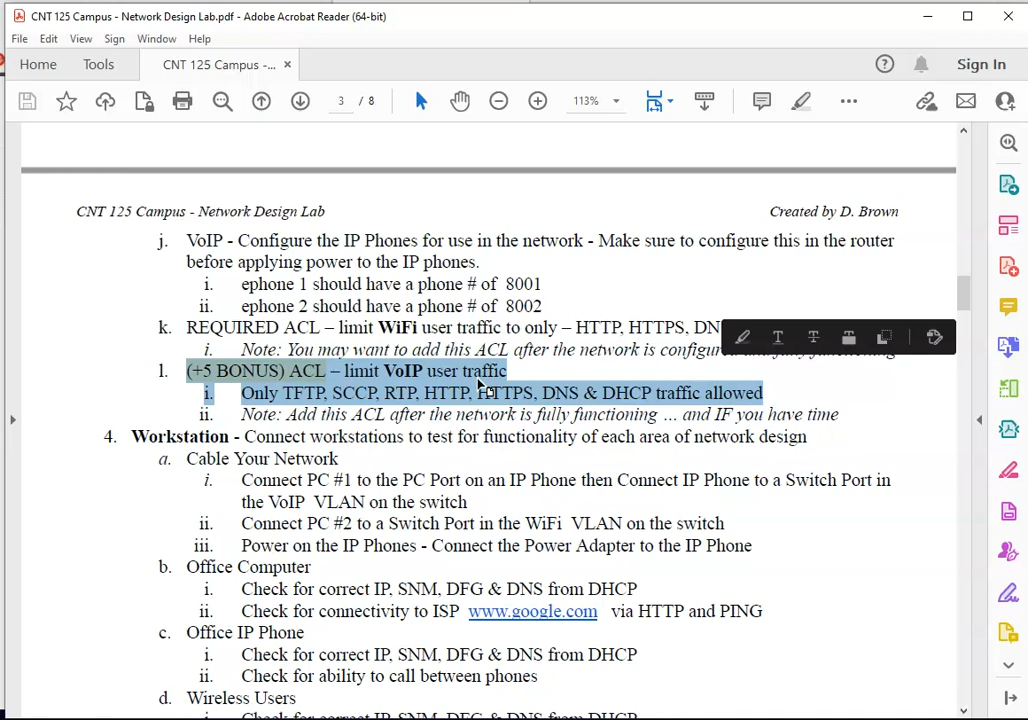 CNT 125 Campus - Network Design Lab.pdf - Adobe Acrobat Reader (64-bit)
File Edit View Sign Window Help
Home Tools CNT 125 Campus -... × Sign In
3 / 8 113%
CNT 125 Campus - Network Design Lab Created by D. Brown
j. VoIP - Configure the IP Phones for use in the network - Make sure to configure this in the router
before applying power to the IP phones.
i. ephone 1 should have a phone # of 8001
ii. ephone 2 should have a phone # of 8002
k. REQUIRED ACL – limit WiFi user traffic to only – HTTP, HTTPS, DN
i. Note: You may want to add this ACL after the network is configured and fully functioning
l. (+5 BONUS) ACL – limit VoIP user traffic
i. Only TFTP, SCCP, RTP, HTTP, HTTPS, DNS & DHCP traffic allowed
ii. Note: Add this ACL after the network is fully functioning … and IF you have time
4. Workstation - Connect workstations to test for functionality of each area of network design
a. Cable Your Network
i. Connect PC #1 to the PC Port on an IP Phone then Connect IP Phone to a Switch Port in
the VoIP VLAN on the switch
ii. Connect PC #2 to a Switch Port in the WiFi VLAN on the switch
iii. Power on the IP Phones - Connect the Power Adapter to the IP Phone
b. Office Computer
i. Check for correct IP, SNM, DFG & DNS from DHCP
ii. Check for connectivity to ISP www.google.com via HTTP and PING
c. Office IP Phone
i. Check for correct IP, SNM, DFG & DNS from DHCP
ii. Check for ability to call between phones
d. Wireless Users
i. Check for correct IP, SNM, DFG & DNS from DHCP